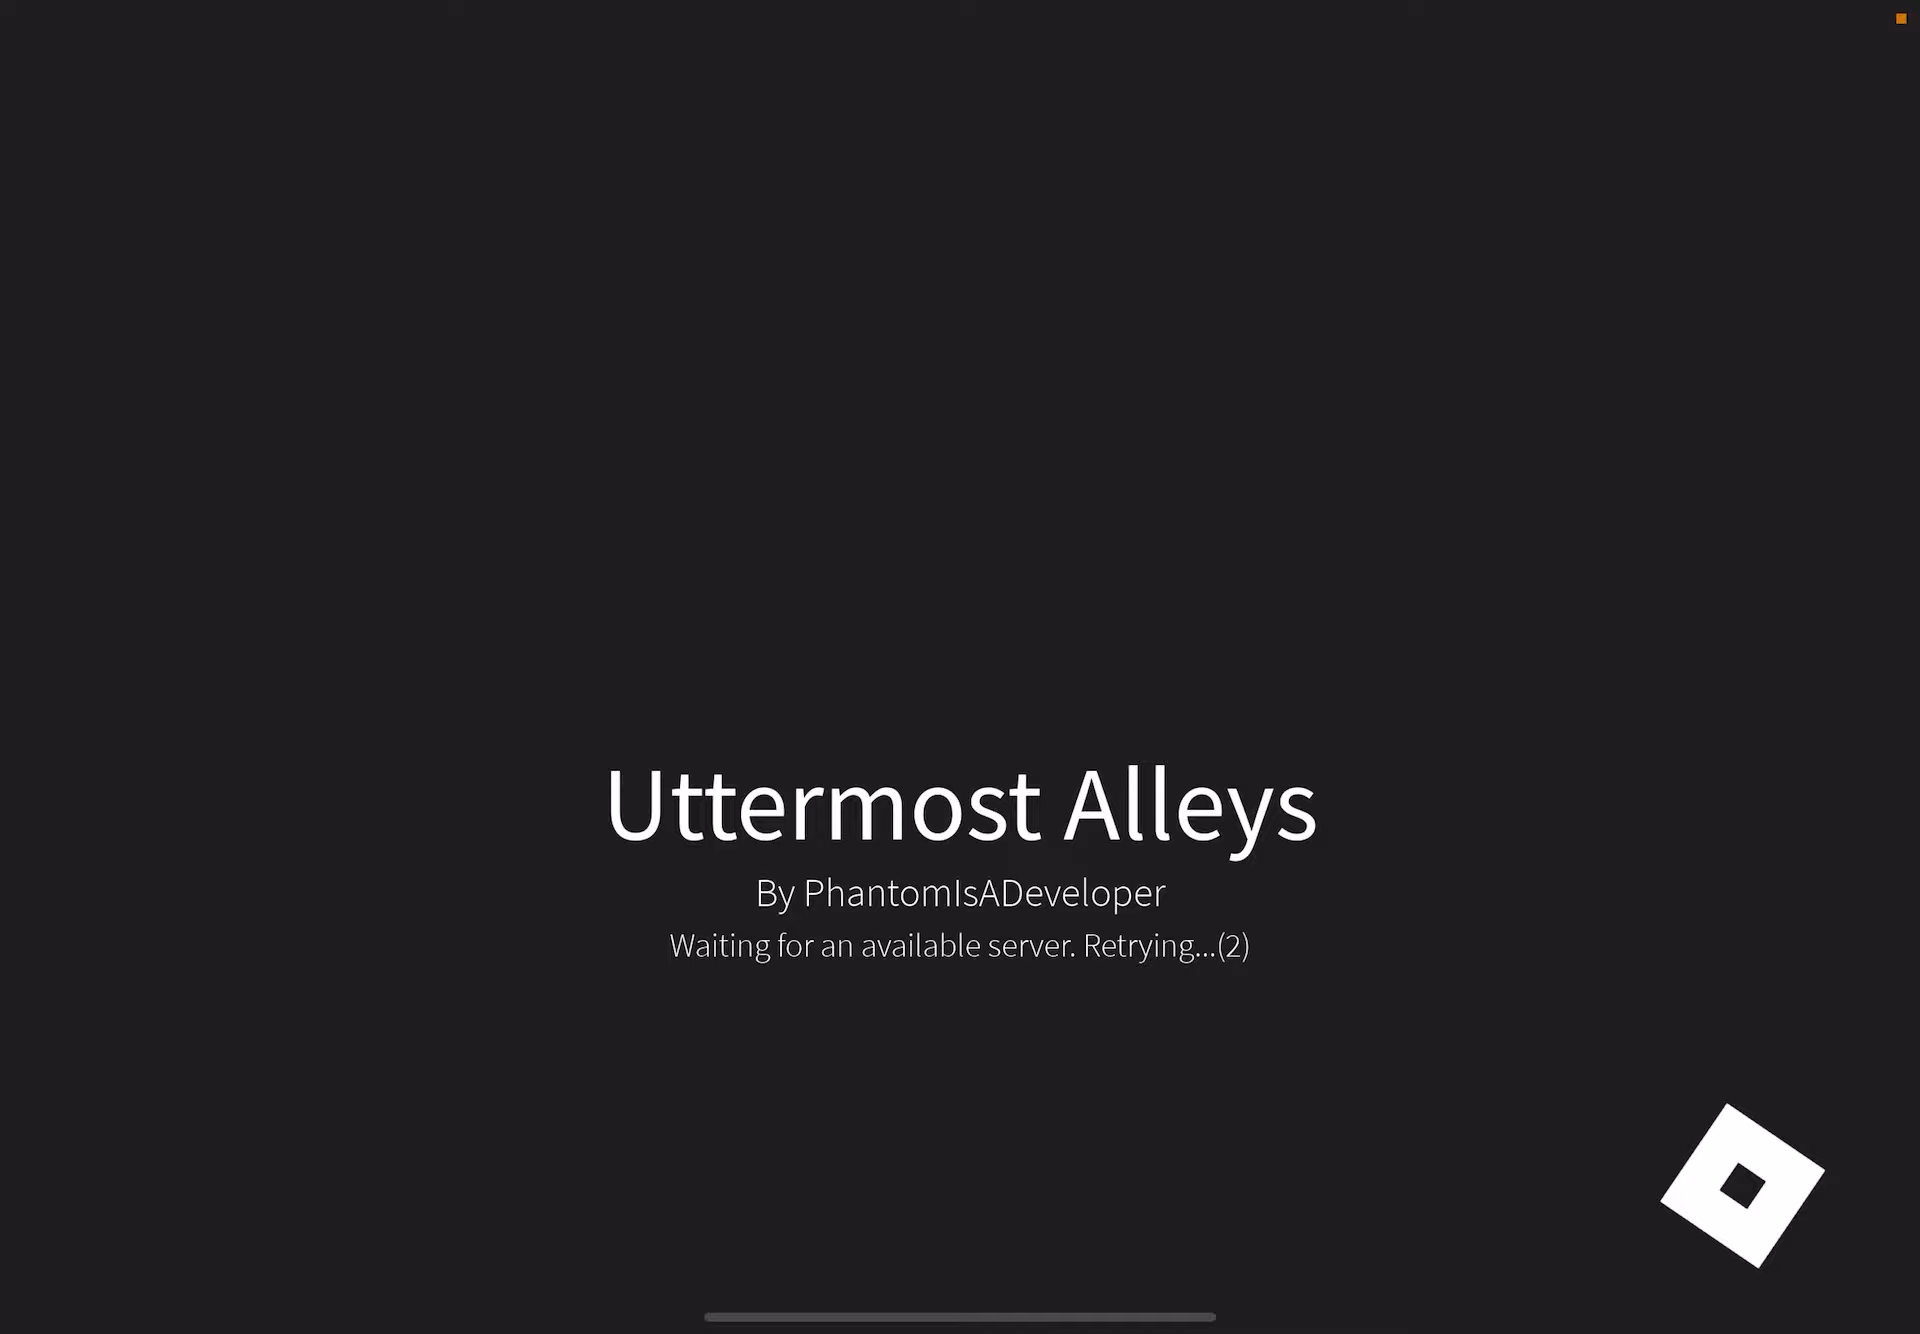 Uttermost Alleys
By PhantomIsADeveloper
Waiting for an available server. Retrying...(2)